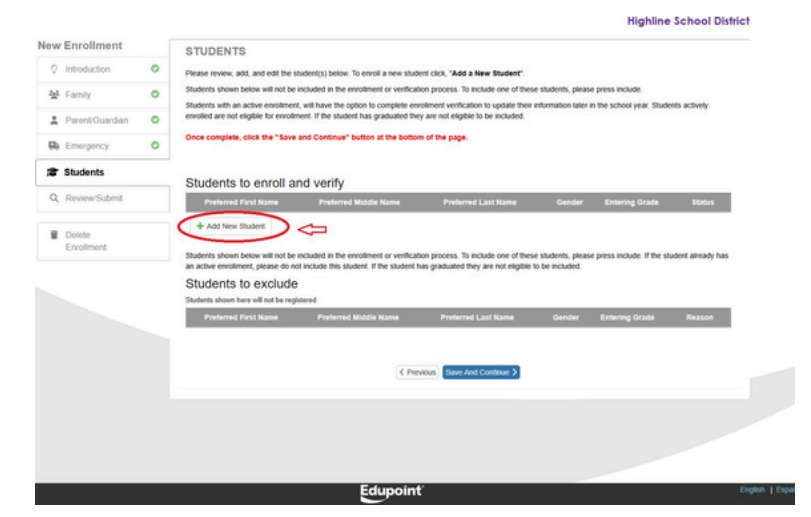 Highline School District
New Enrollment
Introduction
Family
Parent/Guardian
Emergency
Students
Review/Submit
Delete
Enrollment
STUDENTS
Please review, add, and edit the student(s) below. To enroll a new student click, "Add a New Student".
Students shown below will not be included in the enrollment or verification process. To include one of these students, please press include.
Students with an active enrollment, will have the option to complete enrollment verification to update their information later in the school year. Students actively
enrolled are not eligible for enrollment. If the student has graduated they are not eligible to be included.
Once complete, click the "Save and Continue" button at the bottom of the page.
Students to enroll and verify
Preferred First Name Preferred Middle Name Preferred Last Name Gender Entering Grade Status
+ Add New Student
Students shown below will not be included in the enrollment or verification process. To include one of these students, please press include. If the student already has
an active enrollment, please do not include this student. If the student has graduated they are not eligible to be included.
Students to exclude
Students shown here will not be registered.
Preferred First Name Preferred Middle Name Preferred Last Name Gender Entering Grade Reason
< Previous Save And Continue >
Edupoint
English | Espa